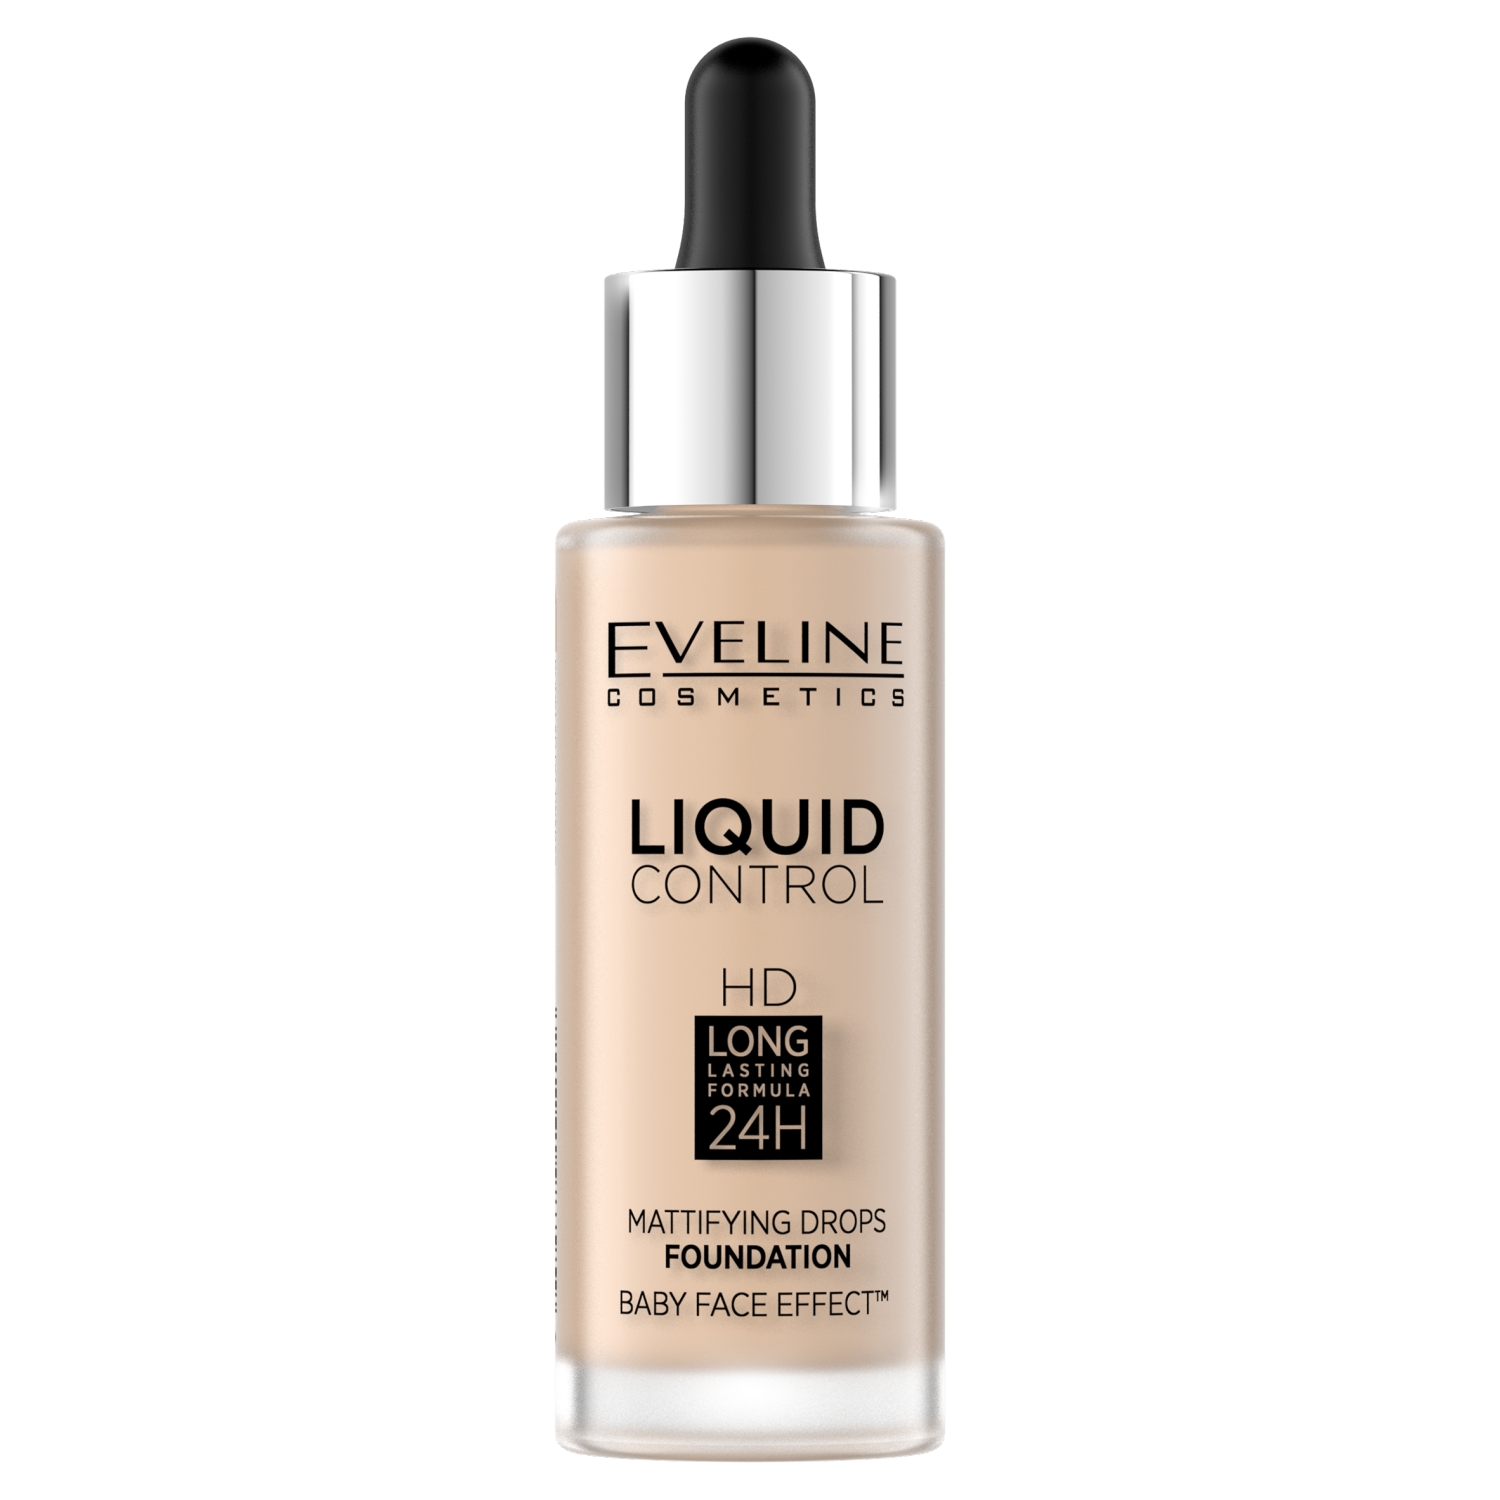 EVELINE
COSMETICS
LIQUID
CONTROL
HD
LONG
LASTING
FORMULA
24H
MATTIFYING DROPS
FOUNDATION
BABY FACE EFFECT™